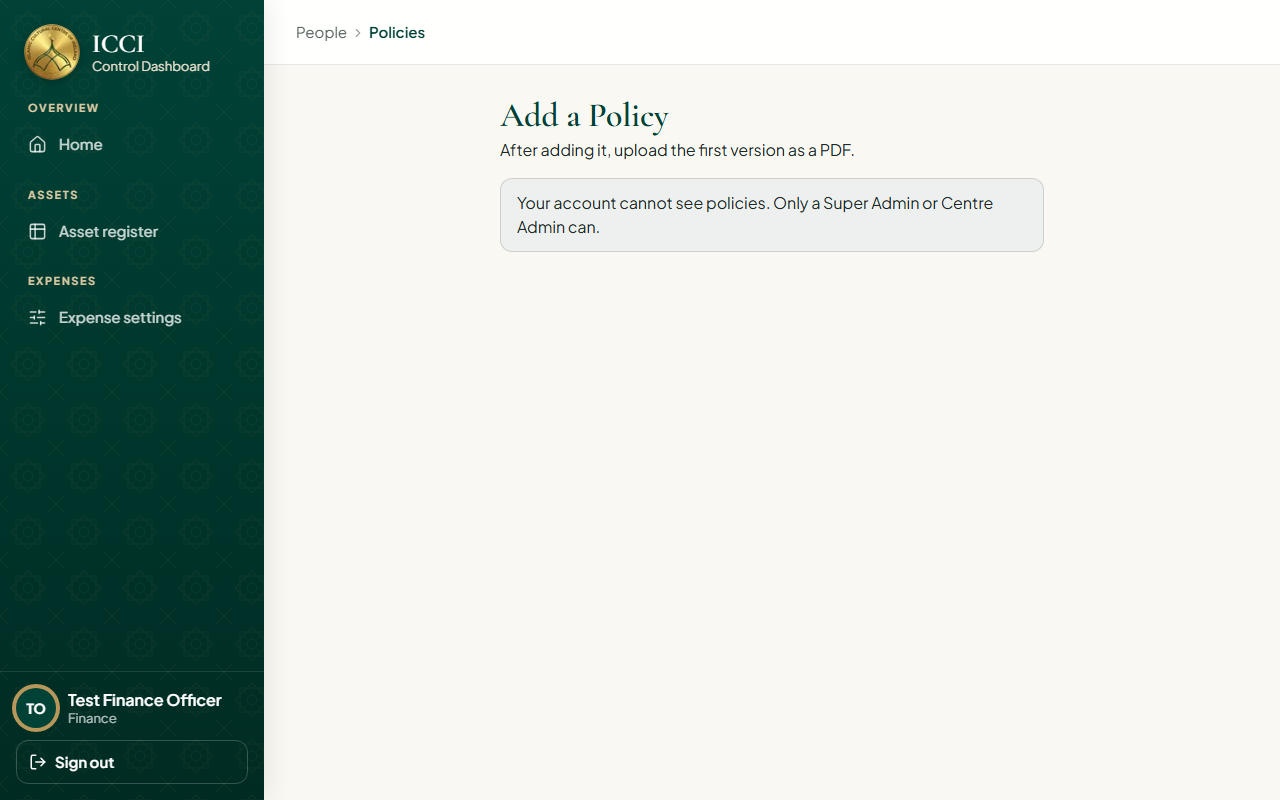 ICCI
Control Dashboard
OVERVIEW
Home
ASSETS
Asset register
EXPENSES
Expense settings
Test Finance Officer
TO
Finance
Sign out
People > Policies
Add a Policy
After adding it, upload the first version as a PDF.
Your account cannot see policies. Only a Super Admin or Centre
Admin can.